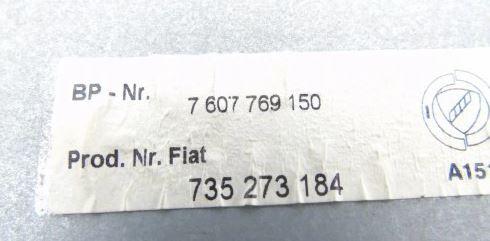 BP - Nr. 7 607 769 150
Prod. Nr. Fiat
735 273 184
A151